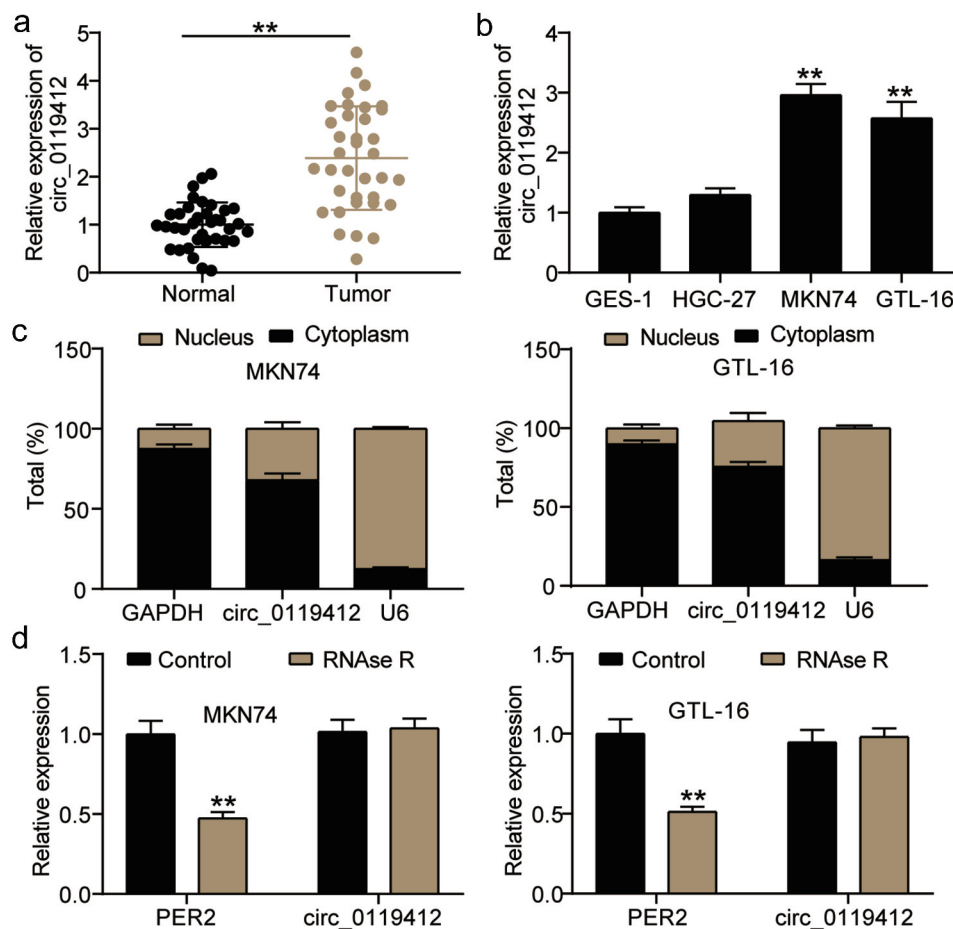 a
Relative expression of
circ_0119412
5
4
3
2
1
0
**
Normal Tumor
b
Relative expression of
circ_0119412
4
3
2
1
0
** **
GES-1 HGC-27 MKN74 GTL-16
c
Nucleus Cytoplasm
MKN74
Total (%)
150
100
50
0
GAPDH circ_0119412 U6
Nucleus Cytoplasm
GTL-16
Total (%)
150
100
50
0
GAPDH circ_0119412 U6
d
Control RNAse R
MKN74
Relative expression
1.5
1.0
0.5
0.0
**
PER2 circ_0119412
Control RNAse R
GTL-16
Relative expression
1.5
1.0
0.5
0.0
**
PER2 circ_0119412